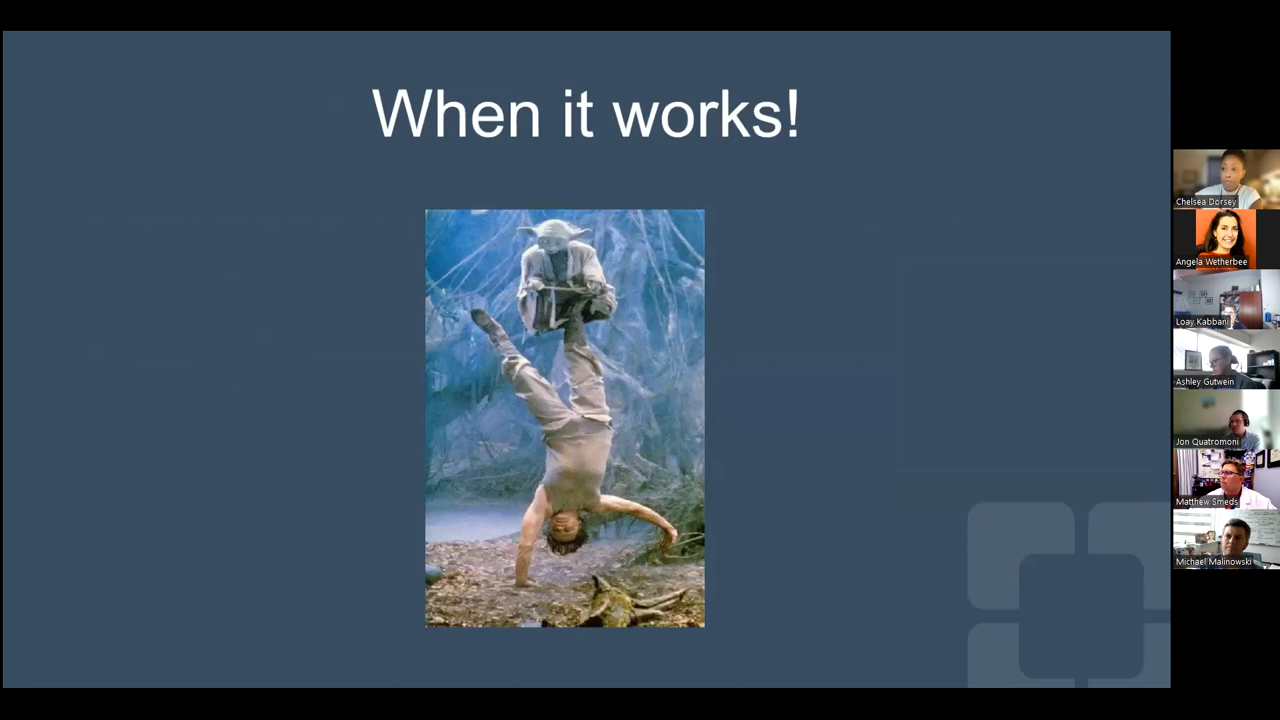 When it works!
Chelsea Dorsey
Angela Wetherbee
Loay Kabbani
Ashley Gutwein
Jon Quatromoni
Matthew Smeds
Michael Malinowski